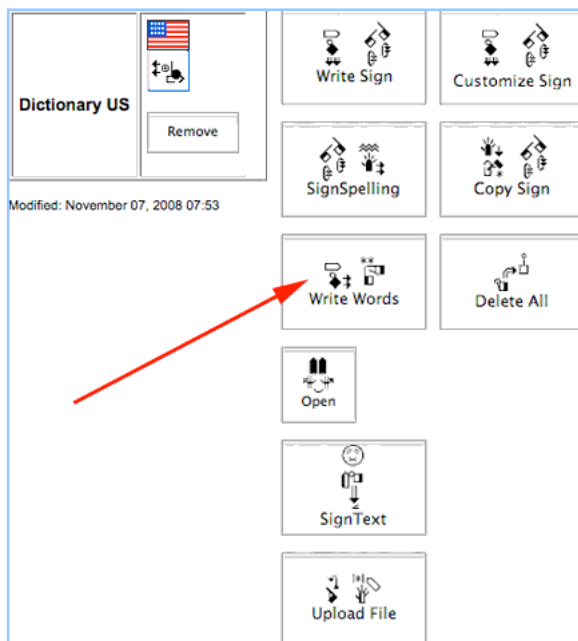 Dictionary US
Remove
Modified: November 07, 2008 07:53
Write Sign
Customize Sign
SignSpelling
Copy Sign
Write Words
Delete All
Open
SignText
Upload File